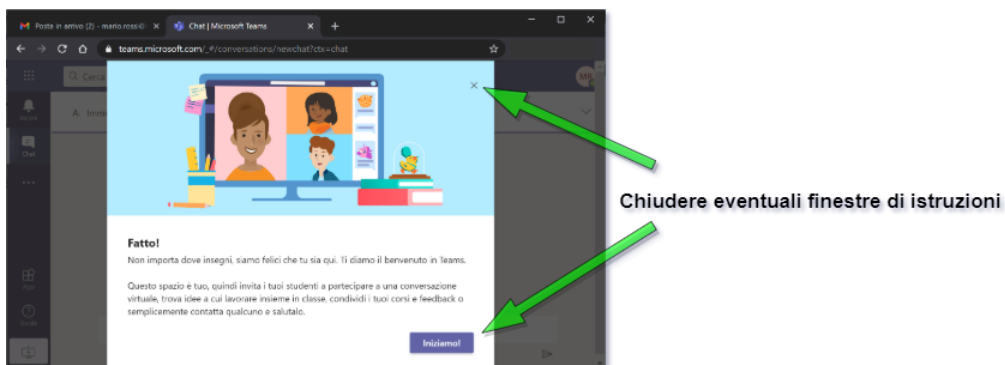 Posta in arrivo (2) - mario.rossi@
Chat | Microsoft Teams
teams.microsoft.com/_#/conversations/newchat?ctx=chat
Cerca
Chat
Fatto!
Non importa dove insegni, siamo felici che tu sia qui. Ti diamo il benvenuto in Teams.
Questo spazio è tuo, quindi invita i tuoi studenti a partecipare a una conversazione
virtuale, trova idee a cui lavorare insieme in classe, condividi i tuoi corsi e feedback o
semplicemente contatta qualcuno e salutalo.
Iniziamo!
Chiudere eventuali finestre di istruzioni